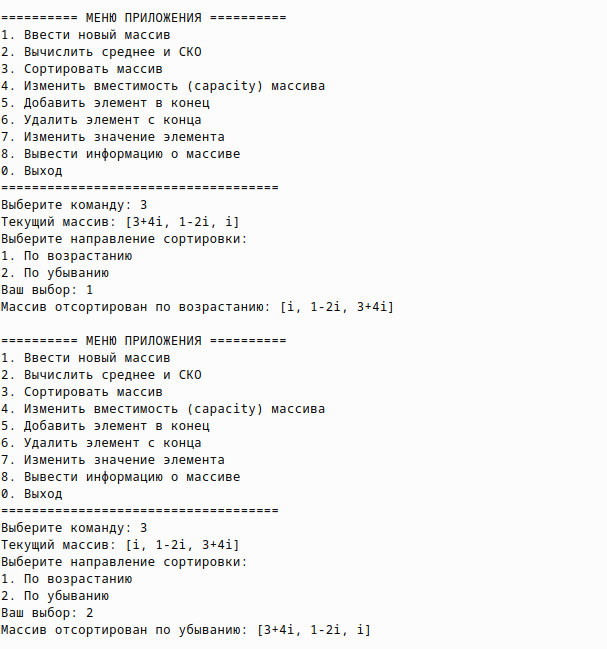 ========== МЕНЮ ПРИЛОЖЕНИЯ ==========
1. Ввести новый массив
2. Вычислить среднее и СКО
3. Сортировать массив
4. Изменить вместимость (capacity) массива
5. Добавить элемент в конец
6. Удалить элемент с конца
7. Изменить значение элемента
8. Вывести информацию о массиве
0. Выход
====================================
Выберите команду: 3
Текущий массив: [3+4i, 1-2i, i]
Выберите направление сортировки:
1. По возрастанию
2. По убыванию
Ваш выбор: 1
Массив отсортирован по возрастанию: [i, 1-2i, 3+4i]

========== МЕНЮ ПРИЛОЖЕНИЯ ==========
1. Ввести новый массив
2. Вычислить среднее и СКО
3. Сортировать массив
4. Изменить вместимость (capacity) массива
5. Добавить элемент в конец
6. Удалить элемент с конца
7. Изменить значение элемента
8. Вывести информацию о массиве
0. Выход
====================================
Выберите команду: 3
Текущий массив: [i, 1-2i, 3+4i]
Выберите направление сортировки:
1. По возрастанию
2. По убыванию
Ваш выбор: 2
Массив отсортирован по убыванию: [3+4i, 1-2i, i]